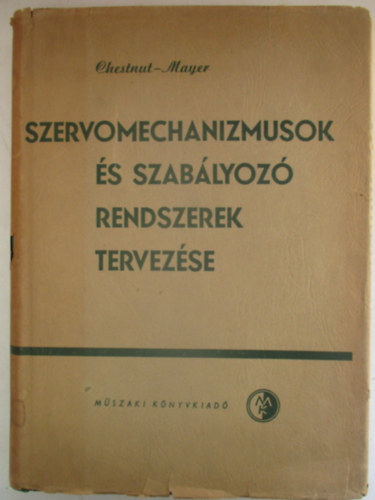 Chestnut-Mayer
SZERVOMECHANIZMUSOK
ÉS SZABÁLYOZÓ
RENDSZEREK
TERVEZÉSE
MŰSZAKI KÖNYVKIADÓ